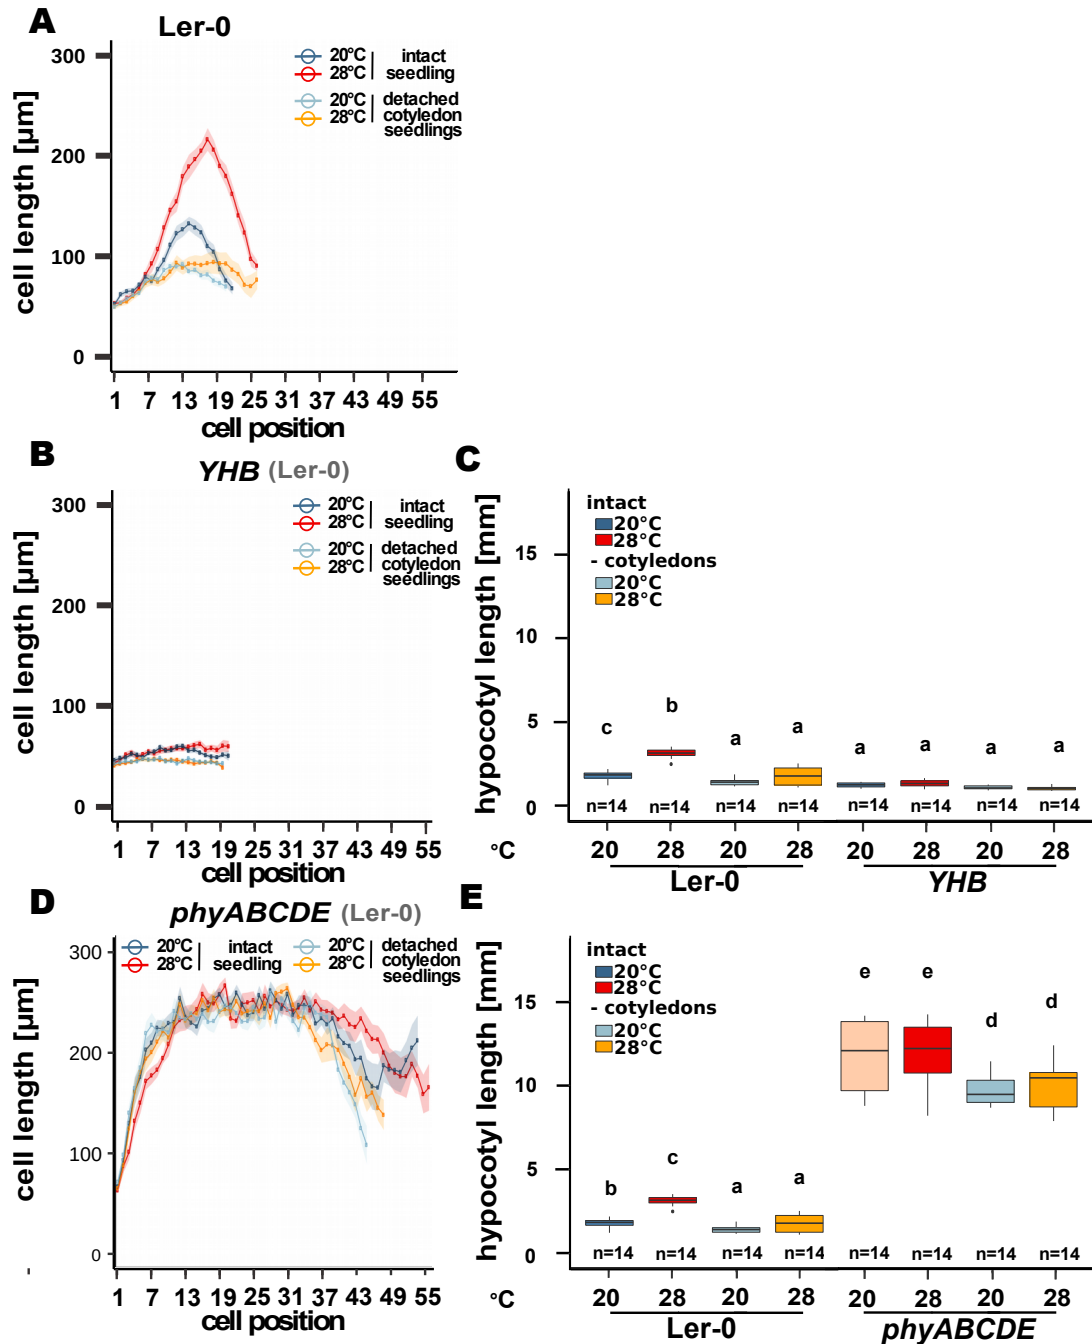 A
Ler-0
300
200
100
0
cell length [µm]
20°C
28°C
intact
seedling
20°C
28°C
detached
cotyledon
seedlings
1 7 13 19 25 31 37 43 49 55
cell position
B
YHB (Ler-0)
300
200
100
0
cell length [µm]
20°C
28°C
intact
seedling
20°C
28°C
detached
cotyledon
seedlings
1 7 13 19 25 31 37 43 49 55
cell position
C
hypocotyl length [mm]
15
10
5
0
intact
20°C
28°C
- cotyledons
20°C
28°C
c b a a a a a a
n=14 n=14 n=14 n=14 n=14 n=14 n=14 n=14
°C 20 28 20 28 20 28 20 28
Ler-0 YHB
D
phyABCDE (Ler-0)
300
200
100
0
cell length [µm]
20°C
28°C
intact
seedling
20°C
28°C
detached
cotyledon
seedlings
1 7 13 19 25 31 37 43 49 55
cell position
E
hypocotyl length [mm]
15
10
5
0
intact
20°C
28°C
- cotyledons
20°C
28°C
b c a a e e d d
n=14 n=14 n=14 n=14 n=14 n=14 n=14 n=14
°C 20 28 20 28 20 28 20 28
Ler-0 phyABCDE